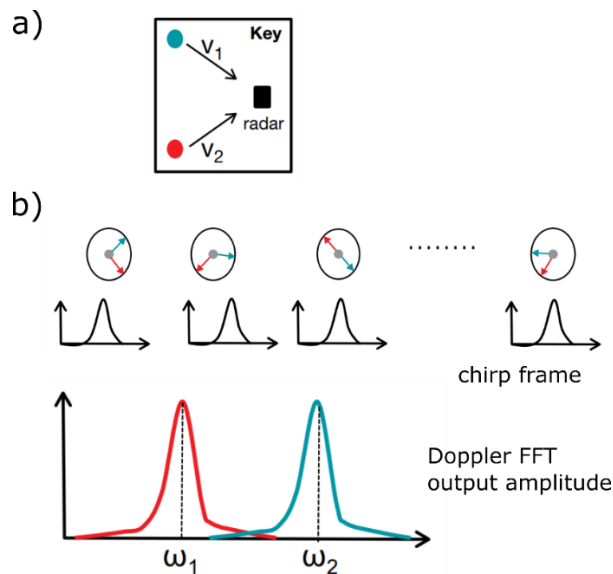 a)
Key
v₁
radar
v₂
b)
........
chirp frame
Doppler FFT
output amplitude
ω₁
ω₂